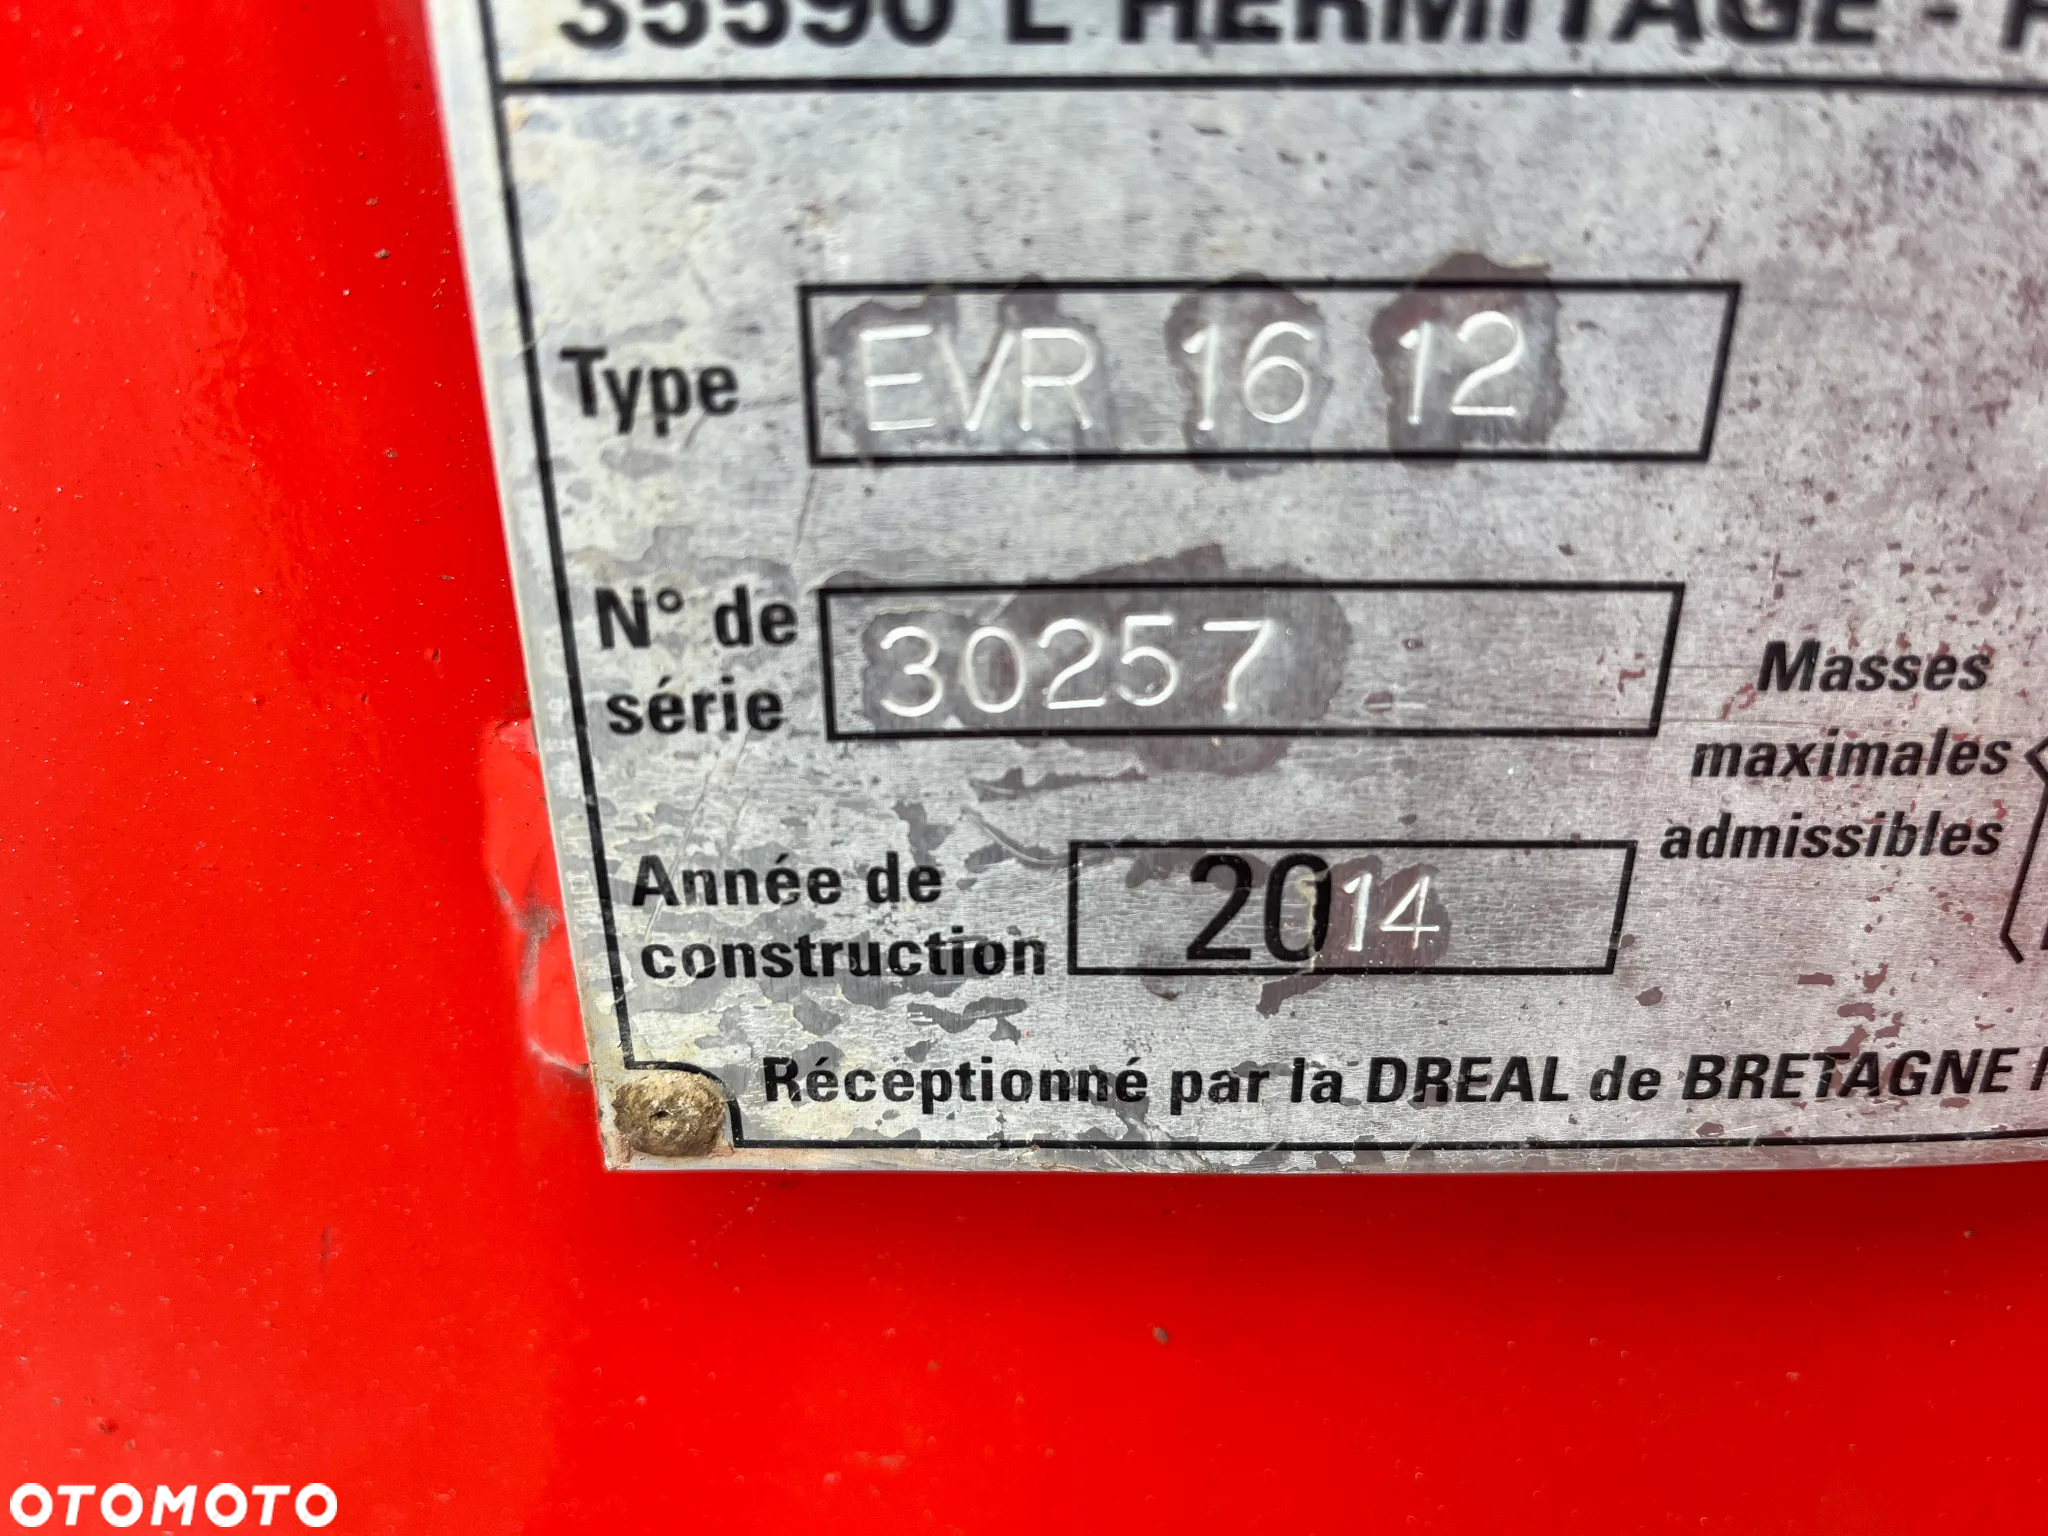 35590 L'HERMITAGE -
Type EVR 16 12
N° de
série 30257
Masses
maximales
admissibles
Année de
construction 2014
Réceptionné par la DREAL de BRETAGNE
OTOMOTO